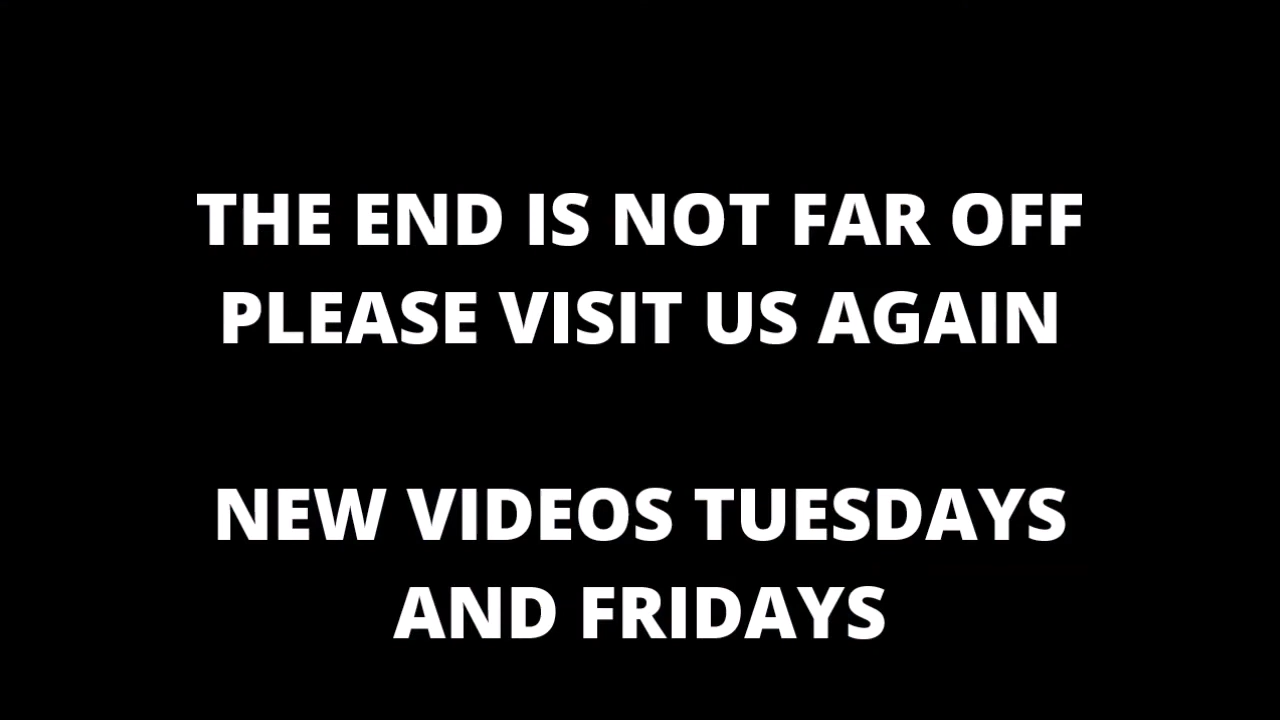 THE END IS NOT FAR OFF
PLEASE VISIT US AGAIN
NEW VIDEOS TUESDAYS
AND FRIDAYS